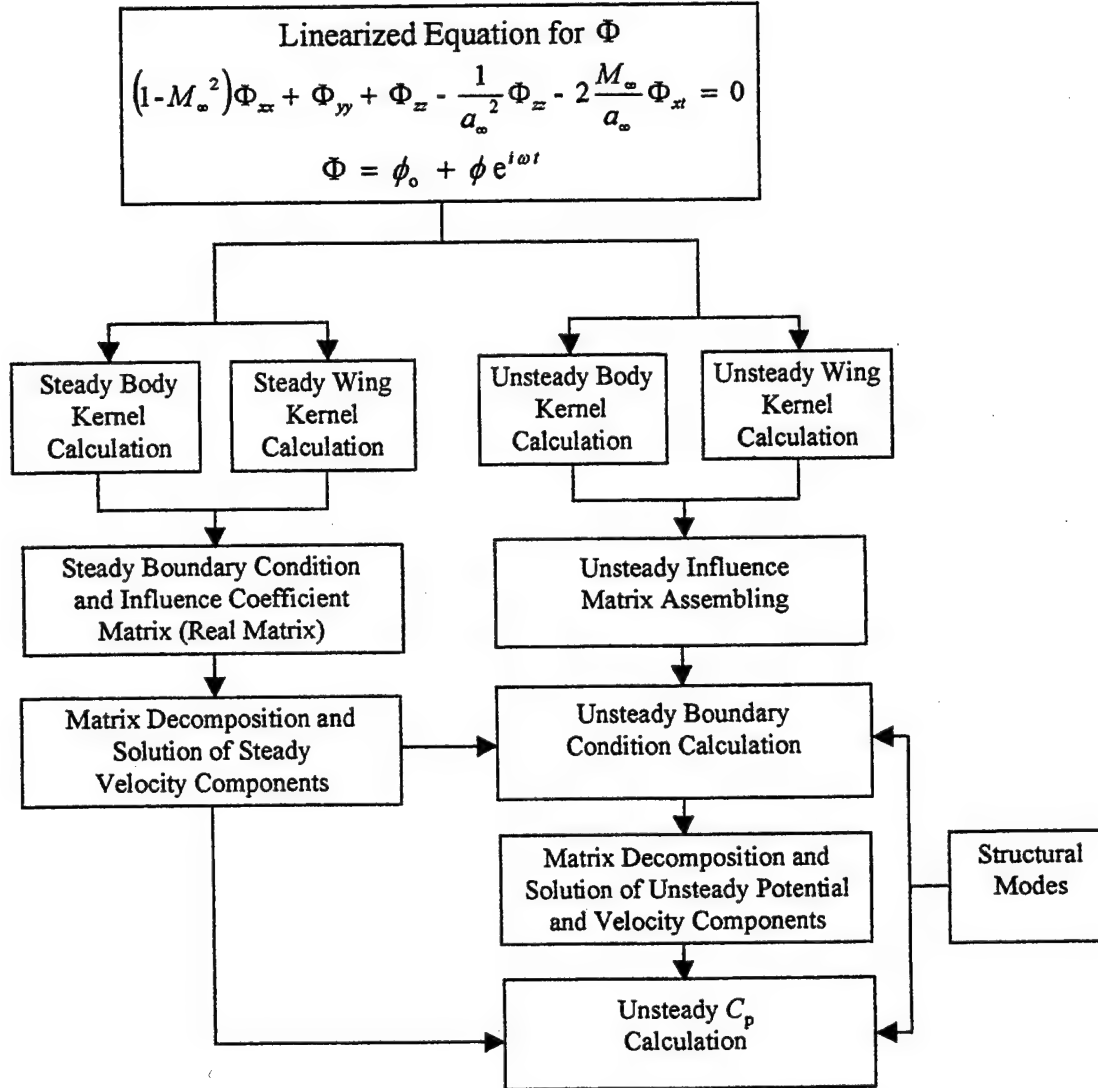 Linearized Equation for Φ
(1-M∞²)Φxx + Φyy + Φzz - 1/a∞² Φzz - 2 M∞/a∞ Φxt = 0
Φ = ϕo + ϕ e^iωt
Steady Body
Kernel
Calculation
Steady Wing
Kernel
Calculation
Unsteady Body
Kernel
Calculation
Unsteady Wing
Kernel
Calculation
Steady Boundary Condition
and Influence Coefficient
Matrix (Real Matrix)
Unsteady Influence
Matrix Assembling
Matrix Decomposition and
Solution of Steady
Velocity Components
Unsteady Boundary
Condition Calculation
Matrix Decomposition and
Solution of Unsteady Potential
and Velocity Components
Structural
Modes
Unsteady Cp
Calculation